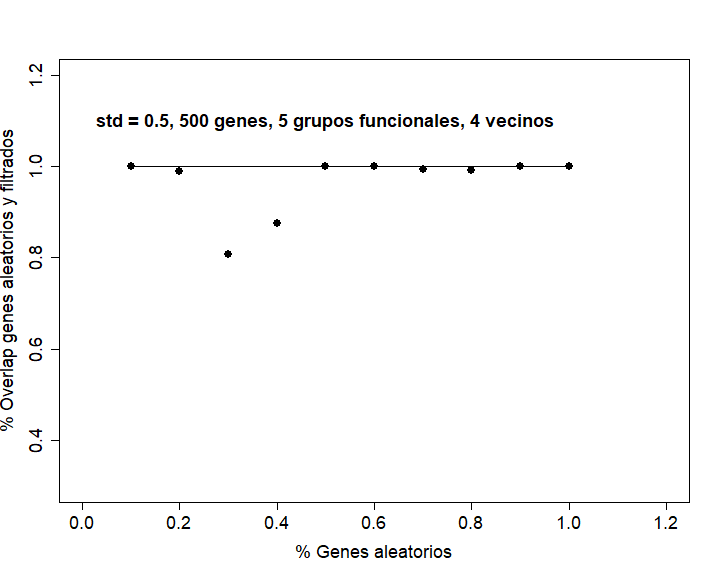 std = 0.5, 500 genes, 5 grupos funcionales, 4 vecinos
% Overlap genes aleatorios y filtrados
1.2
1.0
0.8
0.6
0.4
0.0 0.2 0.4 0.6 0.8 1.0 1.2
% Genes aleatorios